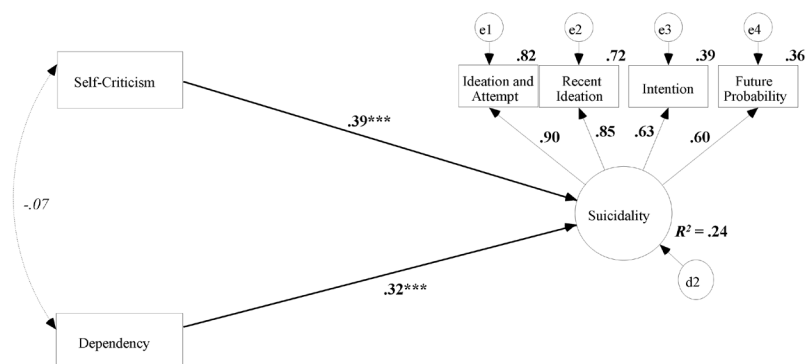 e1
e2
e3
e4
.82
.72
.39
.36
Ideation and
Attempt
Recent
Ideation
Intention
Future
Probability
Self-Criticism
.39***
.90
.85
.63
.60
-.07
Suicidality
R² = .24
d2
.32***
Dependency